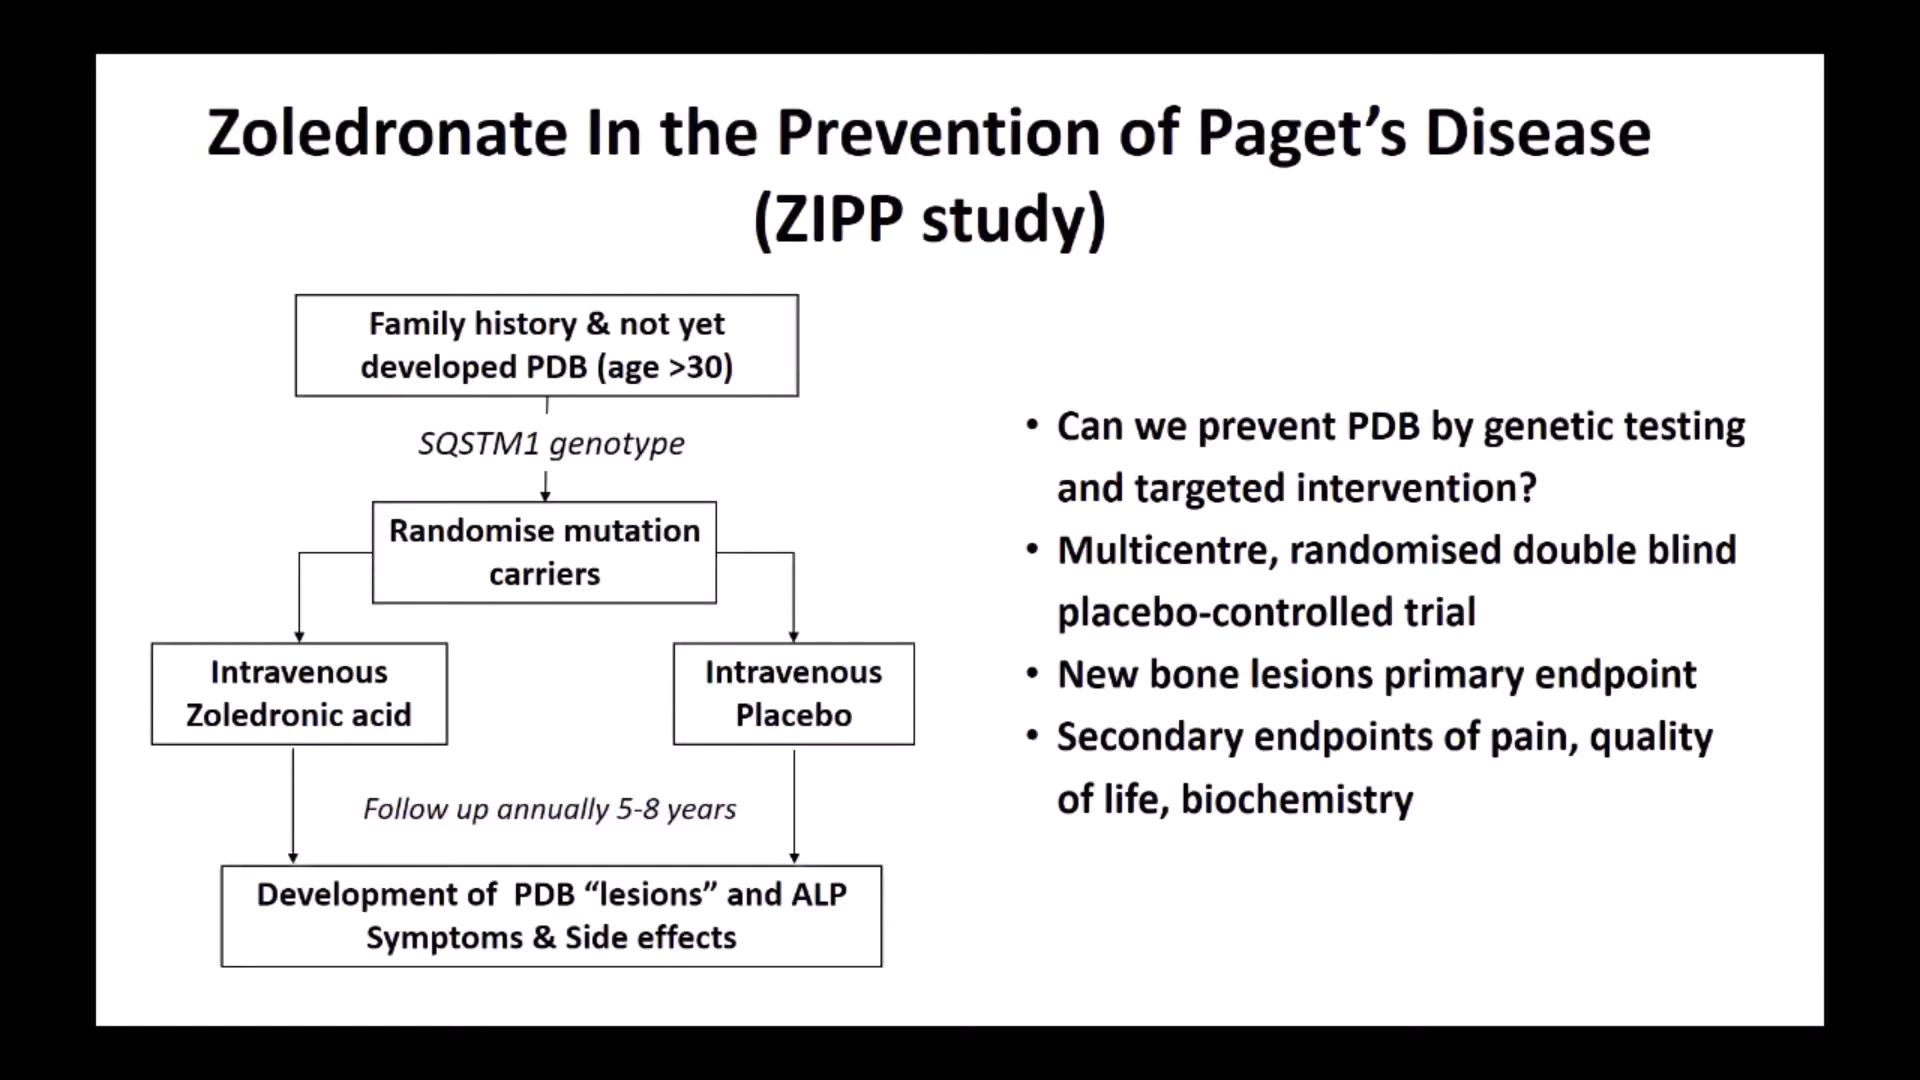 Zoledronate In the Prevention of Paget’s Disease
(ZIPP study)
Family history & not yet
developed PDB (age >30)
SQSTM1 genotype
Randomise mutation
carriers
Intravenous
Zoledronic acid
Intravenous
Placebo
Follow up annually 5-8 years
Development of PDB “lesions” and ALP
Symptoms & Side effects
• Can we prevent PDB by genetic testing
and targeted intervention?
• Multicentre, randomised double blind
placebo-controlled trial
• New bone lesions primary endpoint
• Secondary endpoints of pain, quality
of life, biochemistry